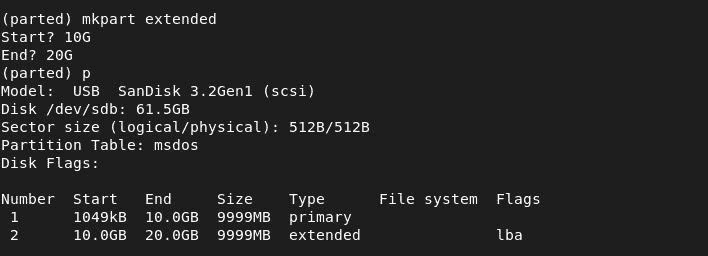 (parted) mkpart extended
Start? 10G
End? 20G
(parted) p
Model:  USB  SanDisk 3.2Gen1 (scsi)
Disk /dev/sdb: 61.5GB
Sector size (logical/physical): 512B/512B
Partition Table: msdos
Disk Flags:
Number  Start   End     Size    Type      File system  Flags
 1      1049kB  10.0GB  9999MB  primary
 2      10.0GB  20.0GB  9999MB  extended               lba